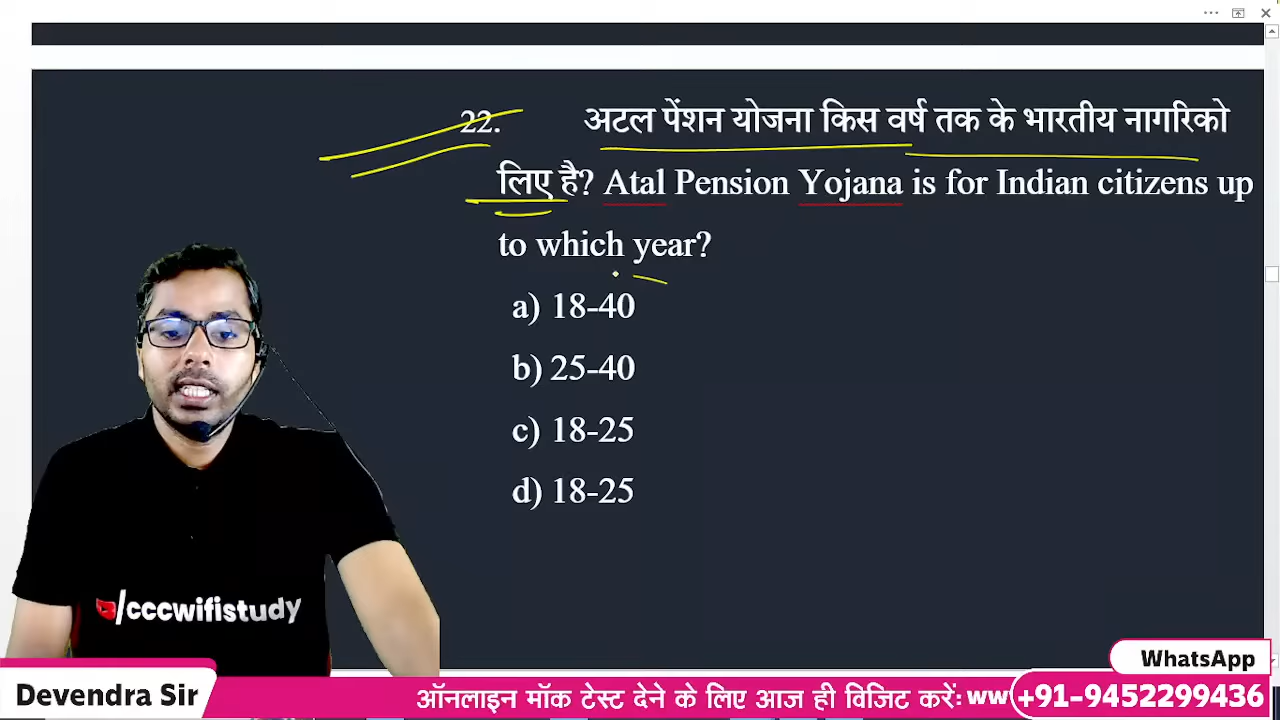 22. अटल पेंशन योजना किस वर्ष तक के भारतीय नागरिको
लिए है? Atal Pension Yojana is for Indian citizens up
to which year?
a) 18-40
b) 25-40
c) 18-25
d) 18-25
/cccwifistudy
WhatsApp
Devendra Sir
ऑनलाइन मॉक टेस्ट देने के लिए आज ही विजिट करें: ww
+91-9452299436